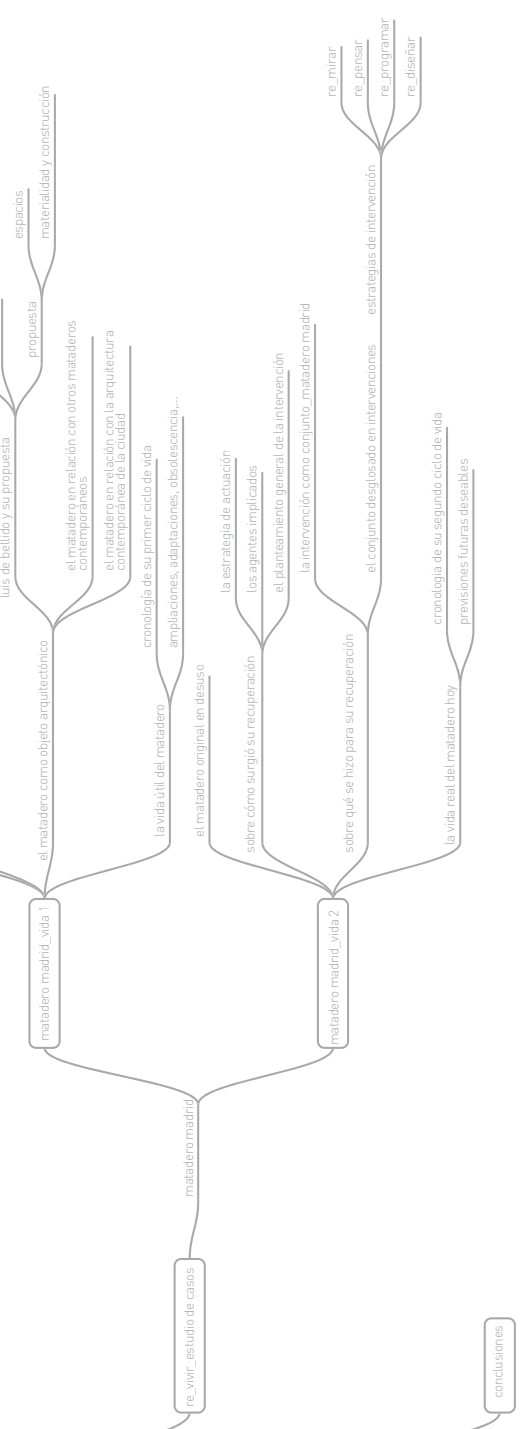 re_mirar
re_pensar
re_programar
re_diseñar
materialidad y construcción
espacios
estrategias de intervención
propuesta
la intervención como conjunto_matadero madrid
el matadero en relación con otros mataderos
contemporáneos
el matadero en relación con la arquitectura
contemporánea de la ciudad
el conjunto desglosado en intervenciones
el planteamiento general de la intervención
ampliaciones, adaptaciones, obsolescencia,...
cronología de su segundo ciclo de vida
luis de bellido y su propuesta
cronología de su primer ciclo de vida
la estrategia de actuación
los agentes implicados
previsiones futuras deseables
el matadero como objeto arquitectónico
sobre qué se hizo para su recuperación
sobre cómo surgió su recuperación
el matadero original en desuso
la vida real del matadero hoy
la vida útil del matadero
matadero madrid_vida 1
matadero madrid_vida 2
matadero madrid
re_vivir_estudio de casos
conclusiones